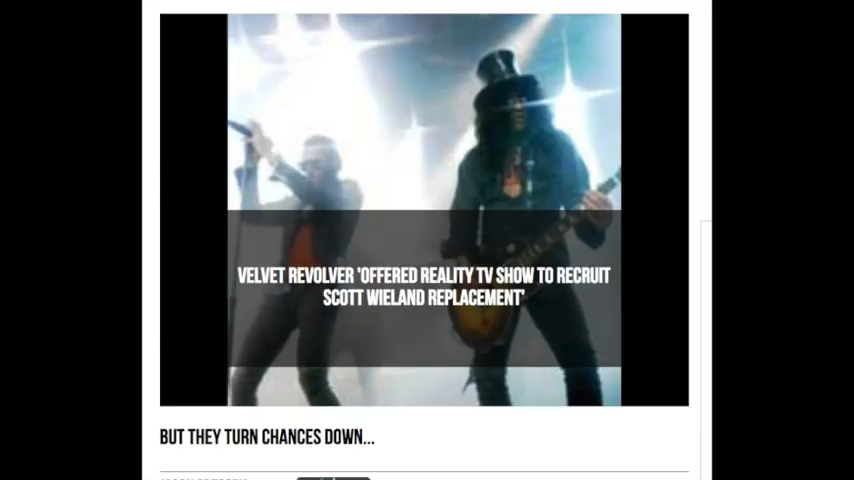 VELVET REVOLVER 'OFFERED REALITY TV SHOW TO RECRUIT
SCOTT WIELAND REPLACEMENT'
BUT THEY TURN CHANCES DOWN...